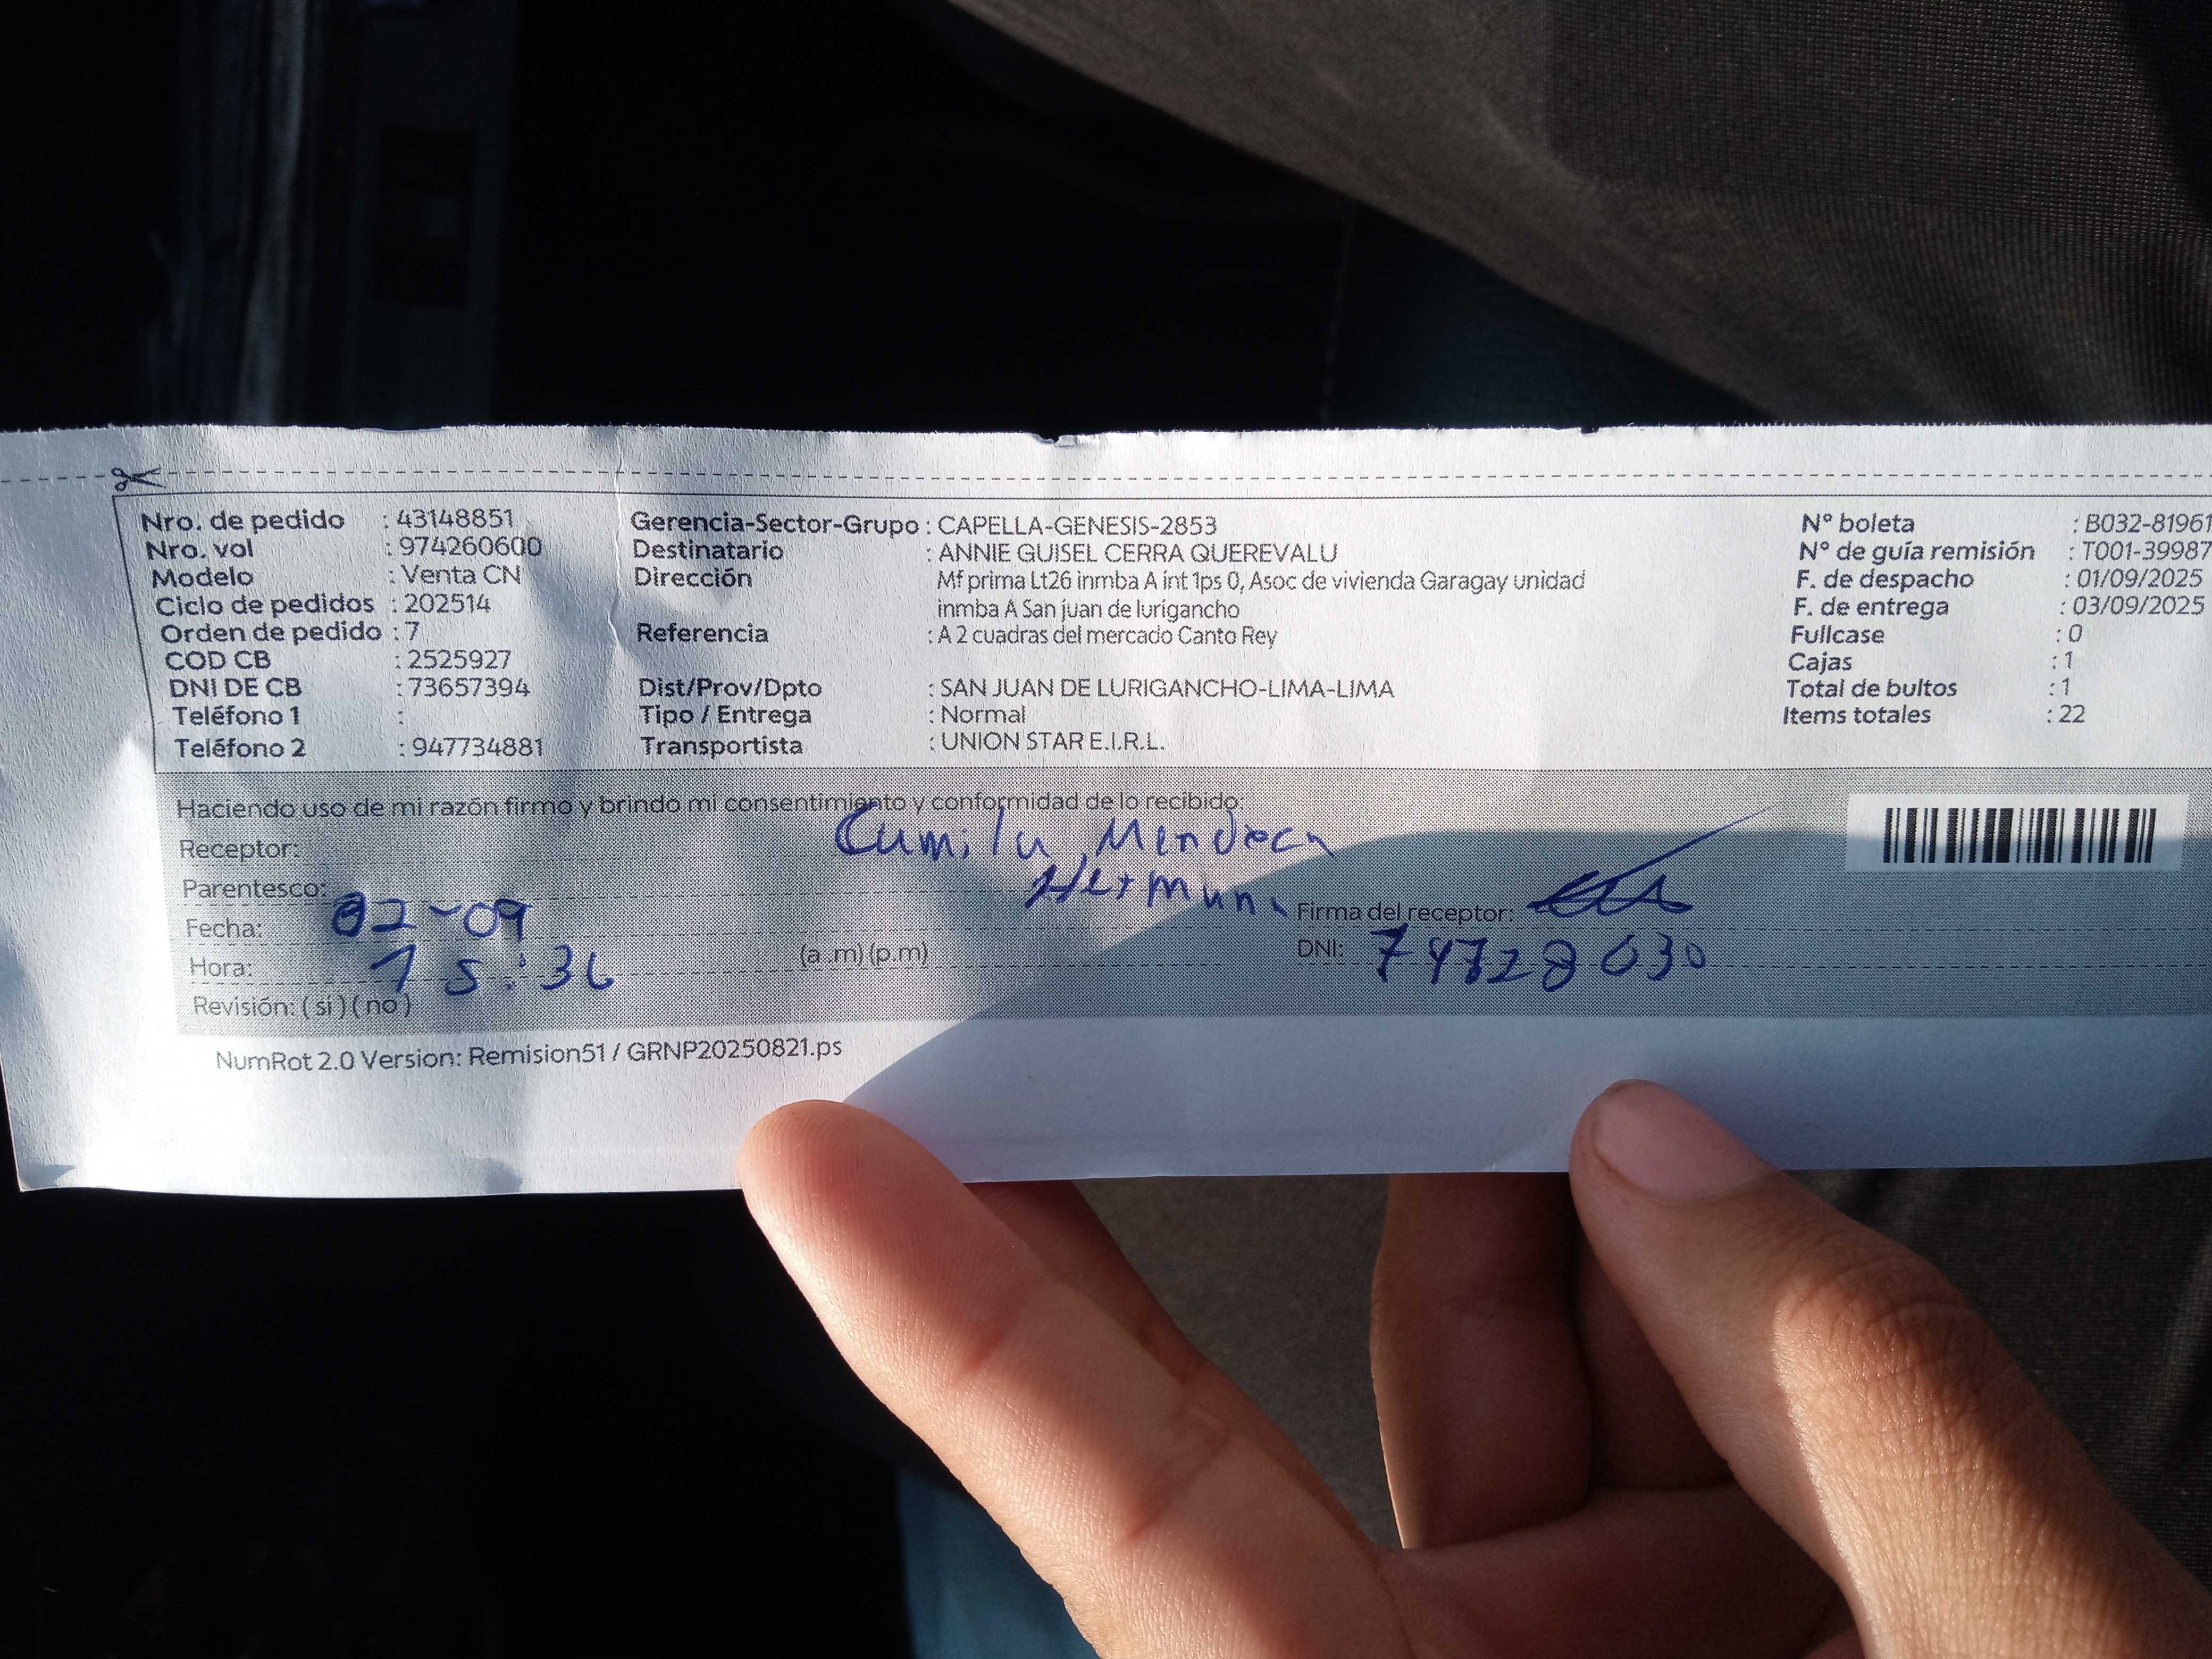 Nro. de pedido : 43148851
Nro. vol : 974260600
Modelo : Venta CN
Ciclo de pedidos : 202514
Orden de pedido : 7
COD CB : 2525927
DNI DE CB : 73657394
Teléfono 1 :
Teléfono 2 : 947734881
Gerencia-Sector-Grupo : CAPELLA-GENESIS-2853
Destinatario : ANNIE GUISEL CERRA QUEREVALU
Dirección Mf prima Lt26 inmba A int 1ps 0, Asoc de vivienda Garagay unidad
inmba A San juan de lurigancho
Referencia : A 2 cuadras del mercado Canto Rey
Dist/Prov/Dpto : SAN JUAN DE LURIGANCHO-LIMA-LIMA
Tipo / Entrega : Normal
Transportista : UNION STAR E.I.R.L.
N° boleta : B032-81961
N° de guía remisión : T001-39987
F. de despacho : 01/09/2025
F. de entrega : 03/09/2025
Fullcase : 0
Cajas : 1
Total de bultos : 1
Items totales : 22
Haciendo uso de mi razón firmo y brindo mi consentimiento y conformidad de lo recibido:
Receptor: Camila
Parentesco: Hermana
Fecha: 02-09
Hora: 15:36 (a .m) (p.m)
Revisión: ( si ) ( no )
Firma del receptor:
DNI: 74728030
NumRot 2.0 Version: Remision51 / GRNP20250821.ps